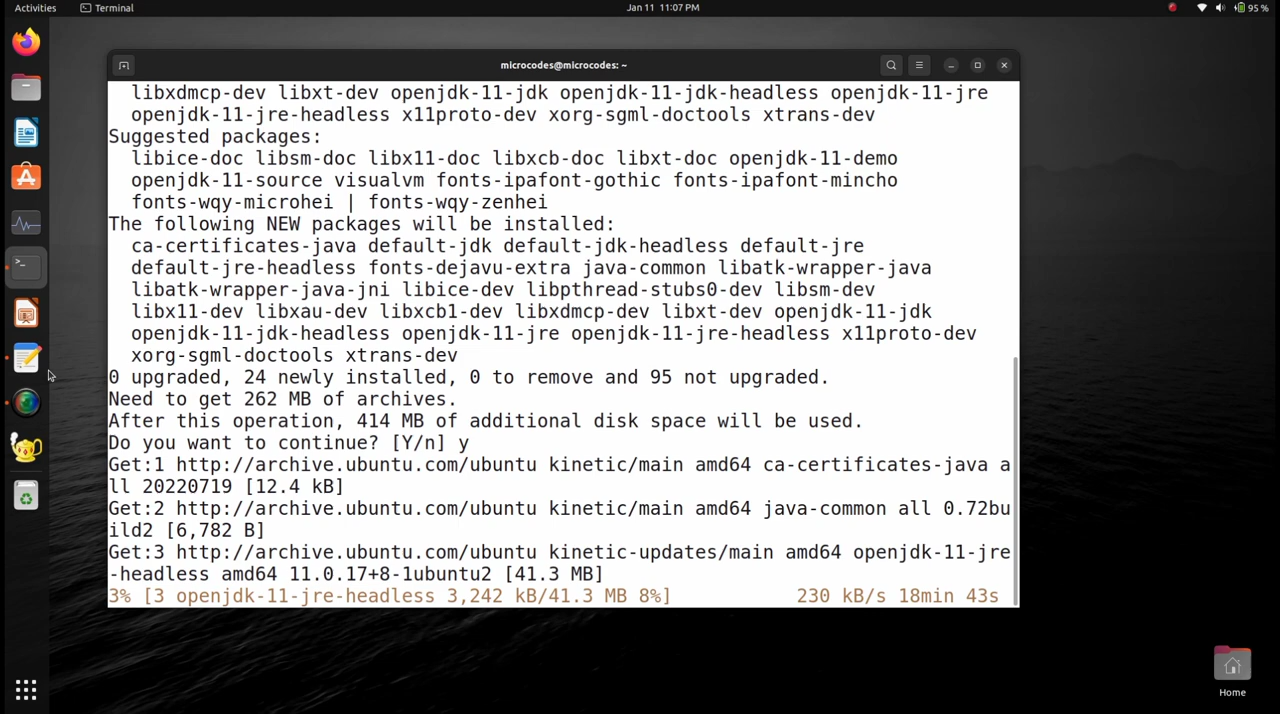 Activities
Terminal
Jan 11 11:07 PM
95 %
microcodes@microcodes: ~
libxdmcp-dev libxt-dev openjdk-11-jdk openjdk-11-jdk-headless openjdk-11-jre
openjdk-11-jre-headless x11proto-dev xorg-sgml-doctools xtrans-dev
Suggested packages:
libice-doc libsm-doc libx11-doc libxcb-doc libxt-doc openjdk-11-demo
openjdk-11-source visualvm fonts-ipafont-gothic fonts-ipafont-mincho
fonts-wqy-microhei | fonts-wqy-zenhei
The following NEW packages will be installed:
ca-certificates-java default-jdk default-jdk-headless default-jre
default-jre-headless fonts-dejavu-extra java-common libatk-wrapper-java
libatk-wrapper-java-jni libice-dev libpthread-stubs0-dev libsm-dev
libx11-dev libxau-dev libxcb1-dev libxdmcp-dev libxt-dev openjdk-11-jdk
openjdk-11-jdk-headless openjdk-11-jre openjdk-11-jre-headless x11proto-dev
xorg-sgml-doctools xtrans-dev
0 upgraded, 24 newly installed, 0 to remove and 95 not upgraded.
Need to get 262 MB of archives.
After this operation, 414 MB of additional disk space will be used.
Do you want to continue? [Y/n] y
Get:1 http://archive.ubuntu.com/ubuntu kinetic/main amd64 ca-certificates-java a
ll 20220719 [12.4 kB]
Get:2 http://archive.ubuntu.com/ubuntu kinetic/main amd64 java-common all 0.72bu
ild2 [6,782 B]
Get:3 http://archive.ubuntu.com/ubuntu kinetic-updates/main amd64 openjdk-11-jre
-headless amd64 11.0.17+8-1ubuntu2 [41.3 MB]
3% [3 openjdk-11-jre-headless 3,242 kB/41.3 MB 8%] 230 kB/s 18min 43s
Home